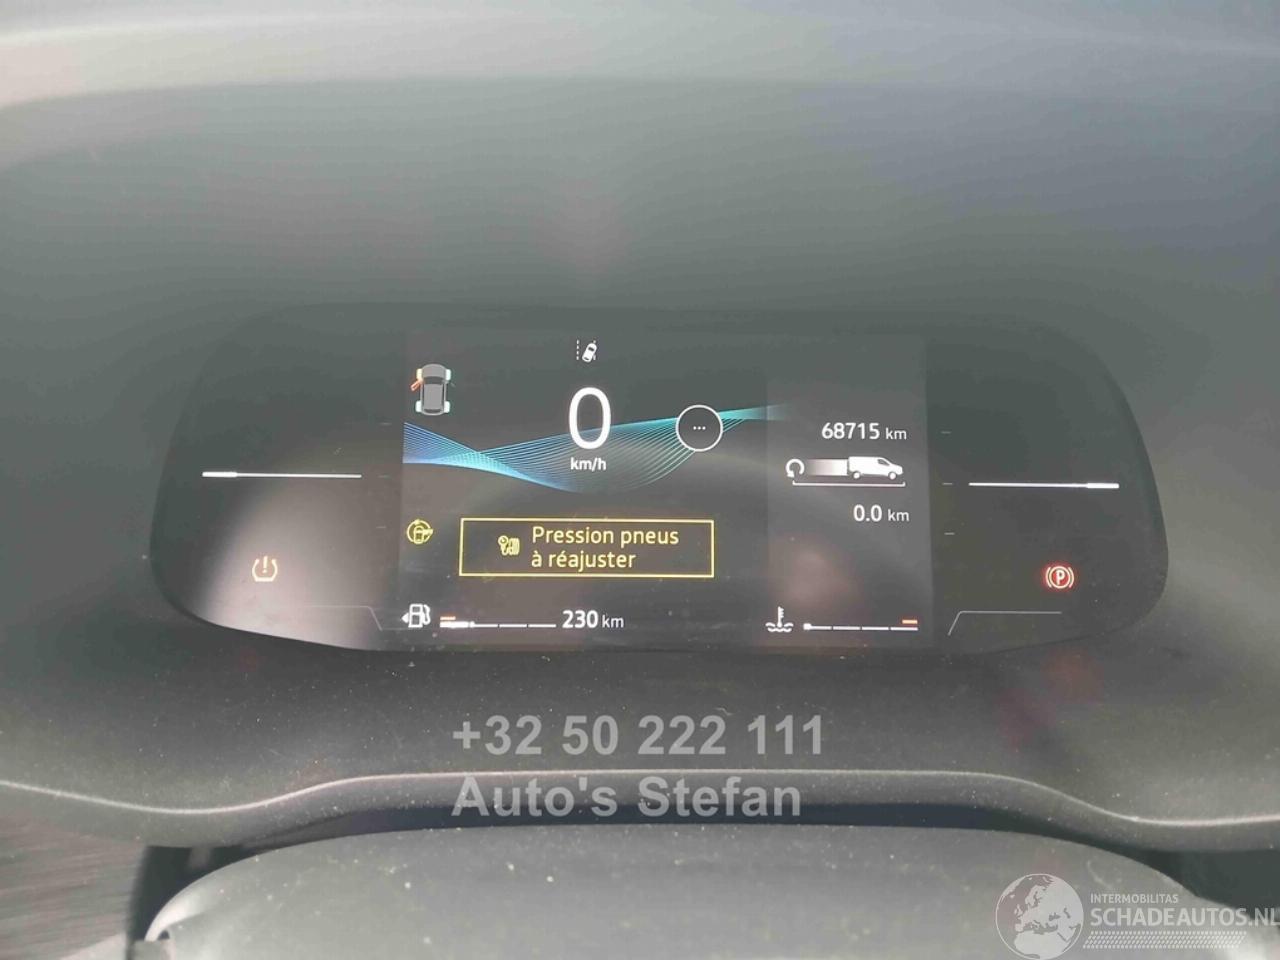 0
km/h
68715 km
0.0 km
Pression pneus
à réajuster
P
230 km
+32 50 222 111
Auto's Stefan
INTERMOBILITAS
SCHADEAUTOS.NL